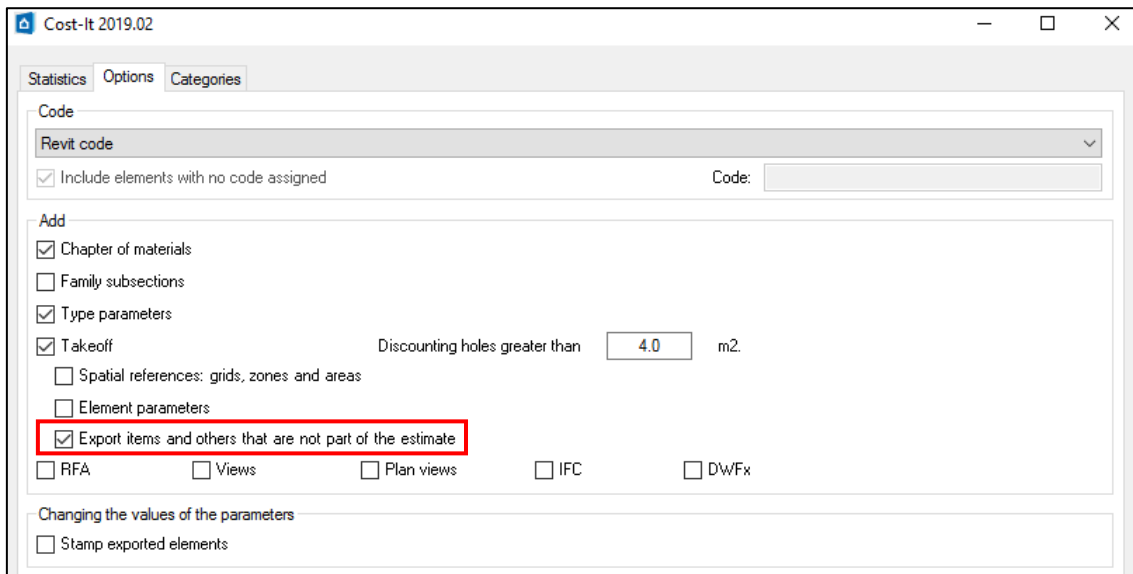 Cost-It 2019.02
Statistics Options Categories
Code
Revit code
Include elements with no code assigned Code:
Add
Chapter of materials
Family subsections
Type parameters
Takeoff Discounting holes greater than 4.0 m2.
Spatial references: grids, zones and areas
Element parameters
Export items and others that are not part of the estimate
RFA Views Plan views IFC DWFx
Changing the values of the parameters
Stamp exported elements